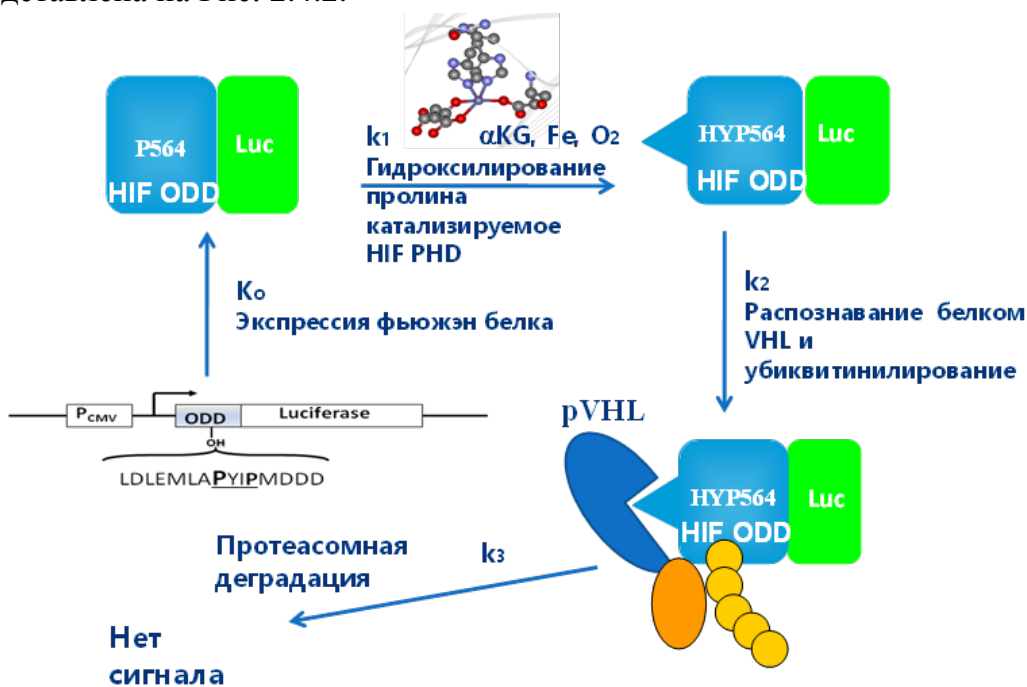 P564
HIF ODD
Luc
k1 αKG, Fe, O2
Гидроксилирование
пролина
катализируемое
HIF PHD
HYP564
HIF ODD
Luc
Ko
Экспрессия фьюжэн белка
k2
Распознавание белком
VHL и
убиквитинилирование
PCMV
ODD
Luciferase
OH
LDLEMLAPYIPMDDD
pVHL
HYP564
HIF ODD
Luc
Протеасомная
деградация
k3
Нет
сигнала